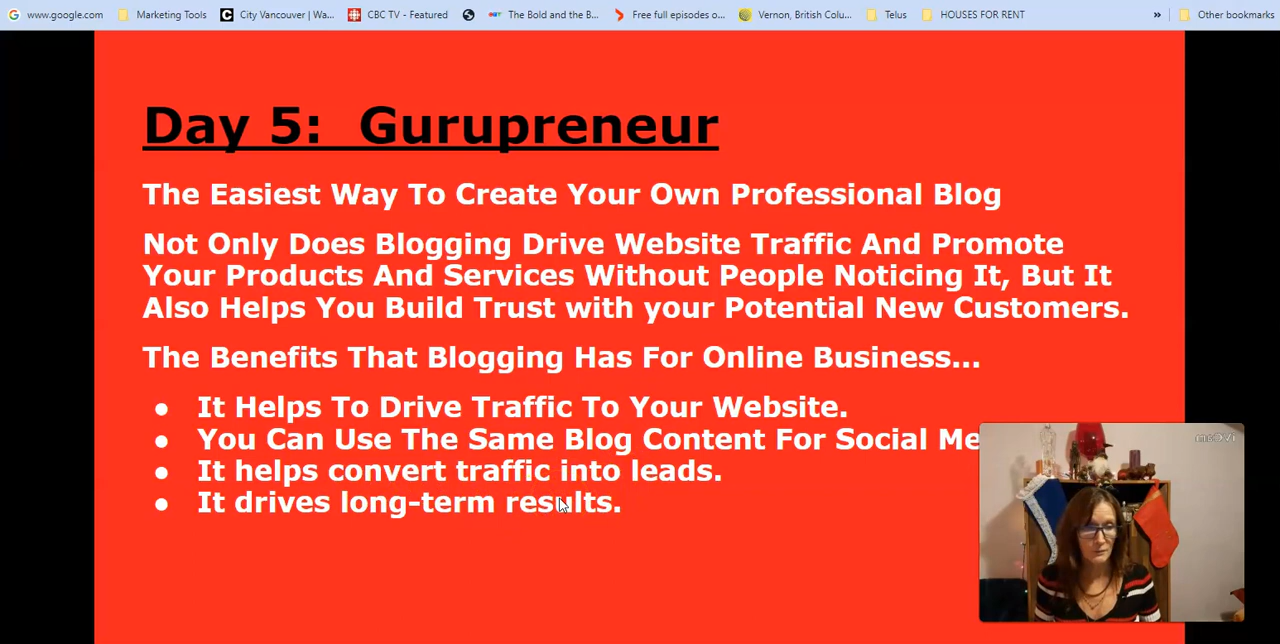 www.google.com Marketing Tools City Vancouver | Wa... CBC TV - Featured The Bold and the B... Free full episodes o... Vernon, British Colu... Telus HOUSES FOR RENT » Other bookmarks
Day 5: Gurupreneur
The Easiest Way To Create Your Own Professional Blog
Not Only Does Blogging Drive Website Traffic And Promote
Your Products And Services Without People Noticing It, But It
Also Helps You Build Trust with your Potential New Customers.
The Benefits That Blogging Has For Online Business...
● It Helps To Drive Traffic To Your Website.
● You Can Use The Same Blog Content For Social Me
● It helps convert traffic into leads.
● It drives long-term results.